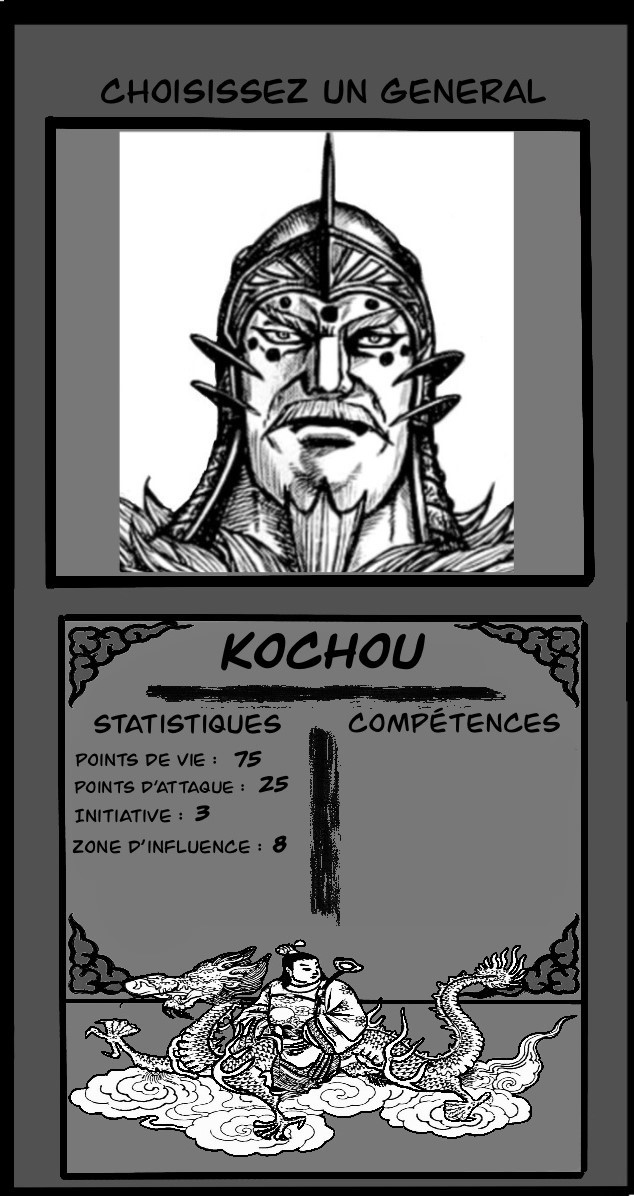 CHOISISSEZ UN GENERAL
KOCHOU
STATISTIQUES
POINTS DE VIE : 75
POINTS D'ATTAQUE : 25
INITIATIVE : 3
ZONE D'INFLUENCE : 8
COMPÉTENCES